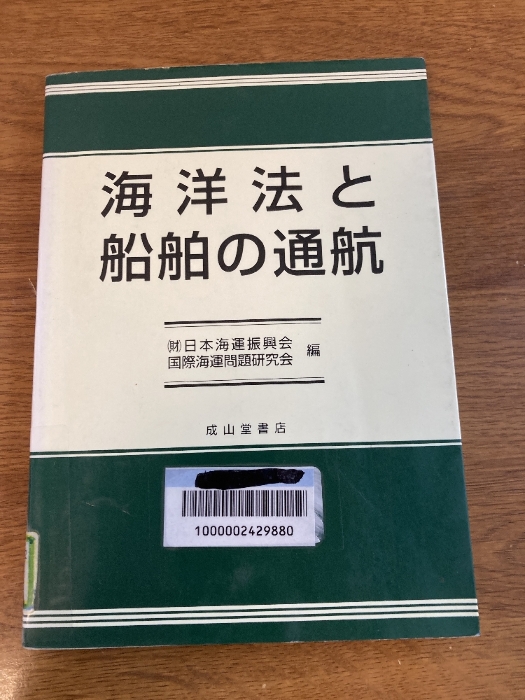 海洋法と
船舶の通航
㈶日本海運振興会
国際海運問題研究会 編
成山堂書店
1000002429880